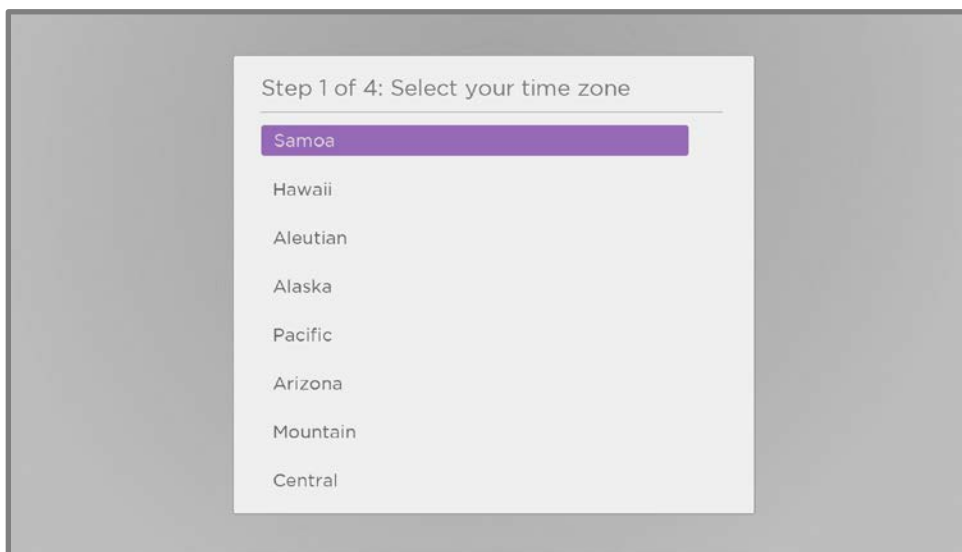 Step 1 of 4: Select your time zone
Samoa
Hawaii
Aleutian
Alaska
Pacific
Arizona
Mountain
Central